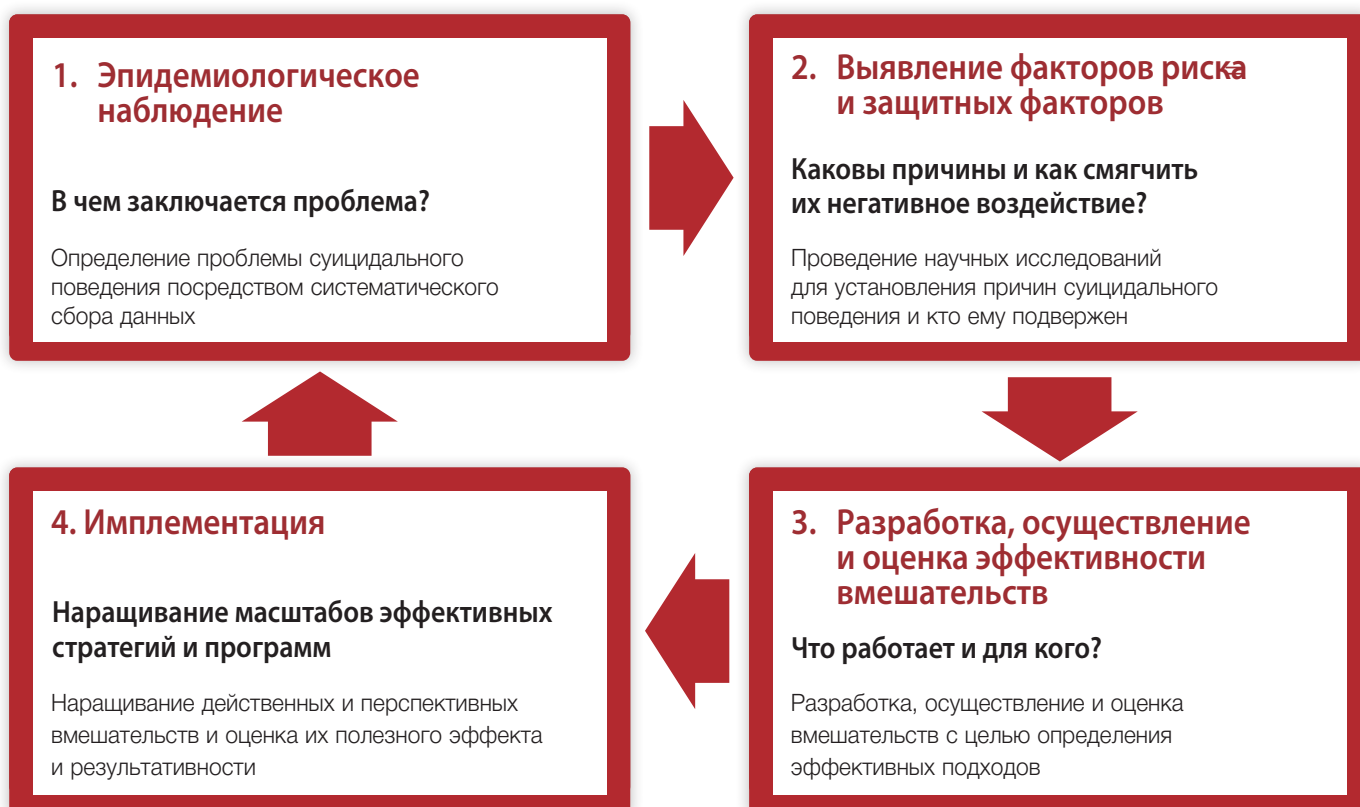 1. Эпидемиологическое
наблюдение
В чем заключается проблема?
Определение проблемы суицидального
поведения посредством систематического
сбора данных
2. Выявление факторов риска
и защитных факторов
Каковы причины и как смягчить
их негативное воздействие?
Проведение научных исследований
для установления причин суицидального
поведения и кто ему подвержен
3. Разработка, осуществление
и оценка эффективности
вмешательств
Что работает и для кого?
Разработка, осуществление и оценка
вмешательств с целью определения
эффективных подходов
4. Имплементация
Наращивание масштабов эффективных
стратегий и программ
Наращивание действенных и перспективных
вмешательств и оценка их полезного эффекта
и результативности